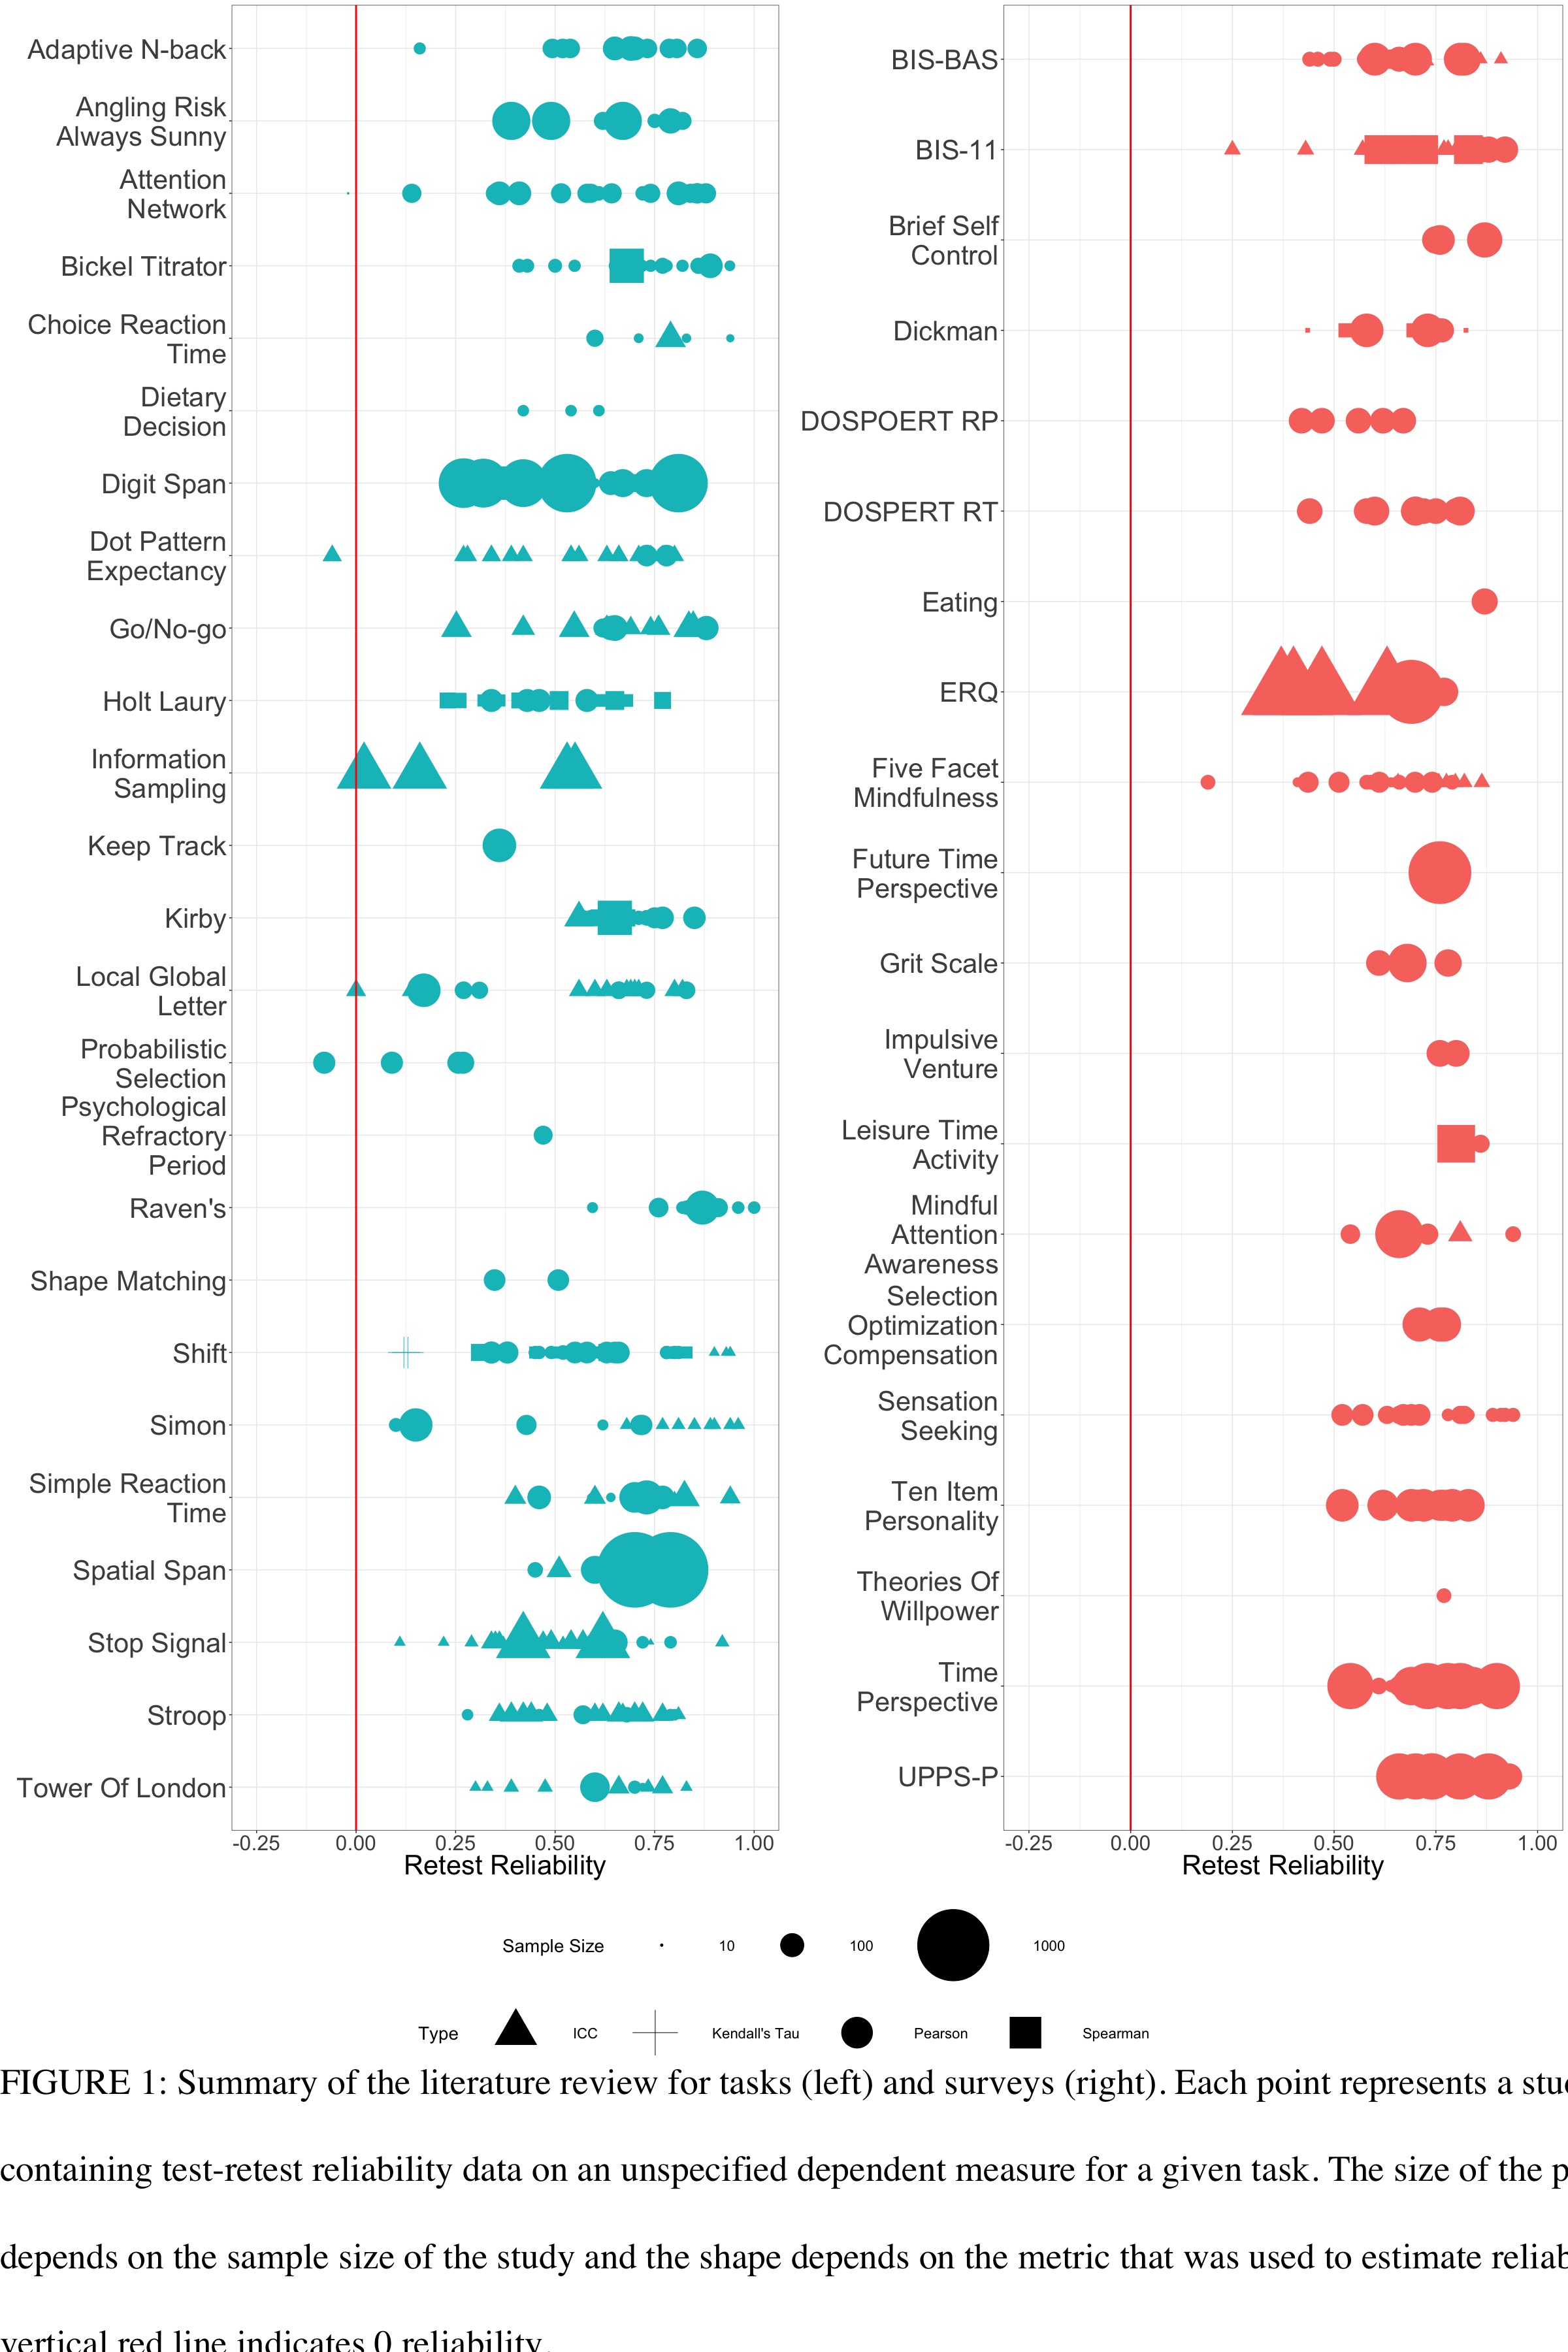 Adaptive N-back
Angling Risk
Always Sunny
Attention
Network
Bickel Titrator
Choice Reaction
Time
Dietary
Decision
Digit Span
Dot Pattern
Expectancy
Go/No-go
Holt Laury
Information
Sampling
Keep Track
Kirby
Local Global
Letter
Probabilistic
Selection
Psychological
Refractory
Period
Raven's
Shape Matching
Shift
Simon
Simple Reaction
Time
Spatial Span
Stop Signal
Stroop
Tower Of London
-0.25 0.00 0.25 0.50 0.75 1.00
Retest Reliability
BIS-BAS
BIS-11
Brief Self
Control
Dickman
DOSPOERT RP
DOSPERT RT
Eating
ERQ
Five Facet
Mindfulness
Future Time
Perspective
Grit Scale
Impulsive
Venture
Leisure Time
Activity
Mindful
Attention
Awareness
Selection
Optimization
Compensation
Sensation
Seeking
Ten Item
Personality
Theories Of
Willpower
Time
Perspective
UPPS-P
-0.25 0.00 0.25 0.50 0.75 1.00
Retest Reliability
Sample Size 10 100 1000
Type ICC Kendall's Tau Pearson Spearman
FIGURE 1: Summary of the literature review for tasks (left) and surveys (right). Each point represents a
containing test-retest reliability data on an unspecified dependent measure for a given task. The size of the
depends on the sample size of the study and the shape depends on the metric that was used to estimate
vertical red line indicates 0 reliability.